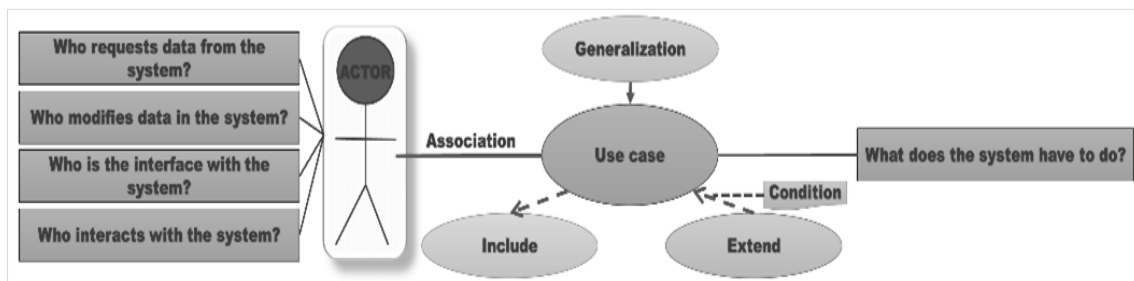 Who requests data from the
system?
Who modifies data in the system?
Who is the interface with the
system?
Who interacts with the system?
ACTOR
Association
Generalization
Use case
Include
Condition
Extend
What does the system have to do?